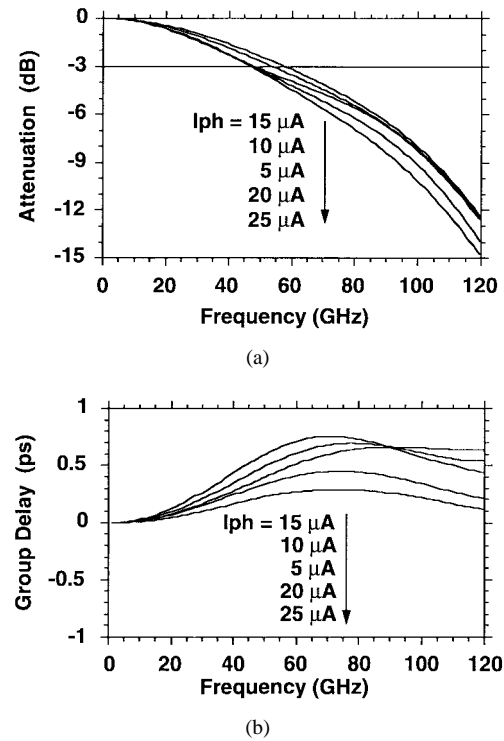 0
-3
-6
-9
-12
-15
Attenuation (dB)
Iph = 15 μA
10 μA
5 μA
20 μA
25 μA
0 20 40 60 80 100 120
Frequency (GHz)
(a)
1
0.5
0
-0.5
-1
Group Delay (ps)
Iph = 15 μA
10 μA
5 μA
20 μA
25 μA
0 20 40 60 80 100 120
Frequency (GHz)
(b)